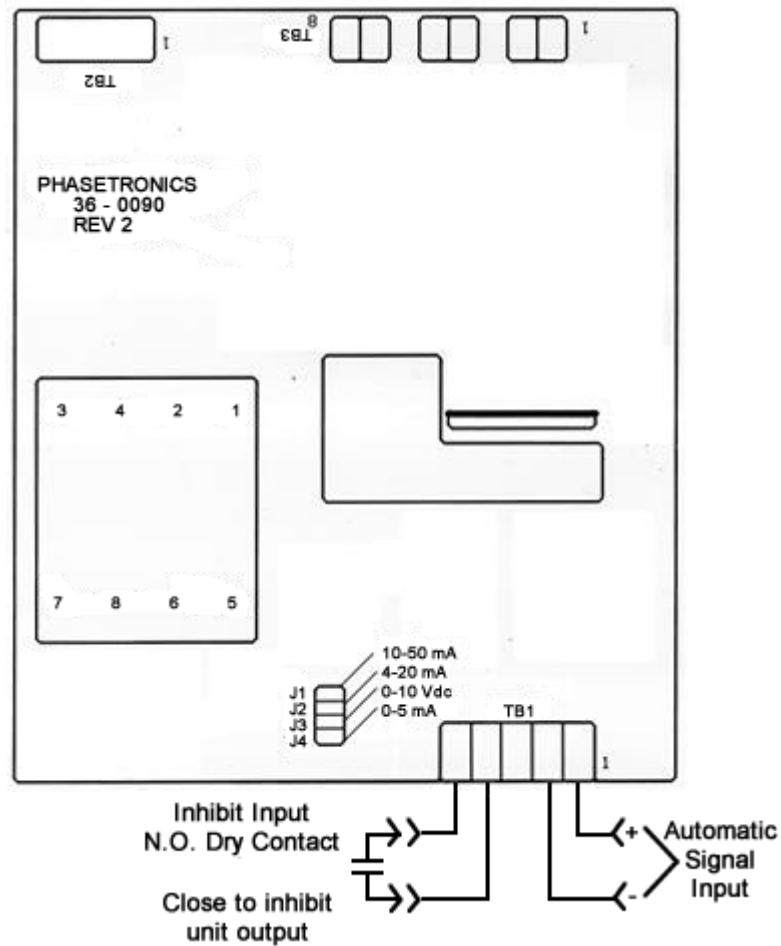 1
TB2
TB3
8
1
PHASETRONICS
36 - 0090
REV 2
3 4 2 1
7 8 6 5
10-50 mA
4-20 mA
0-10 Vdc
0-5 mA
J1
J2
J3
J4
TB1
1
Inhibit Input
N.O. Dry Contact
Close to inhibit
unit output
+
-
Automatic
Signal
Input